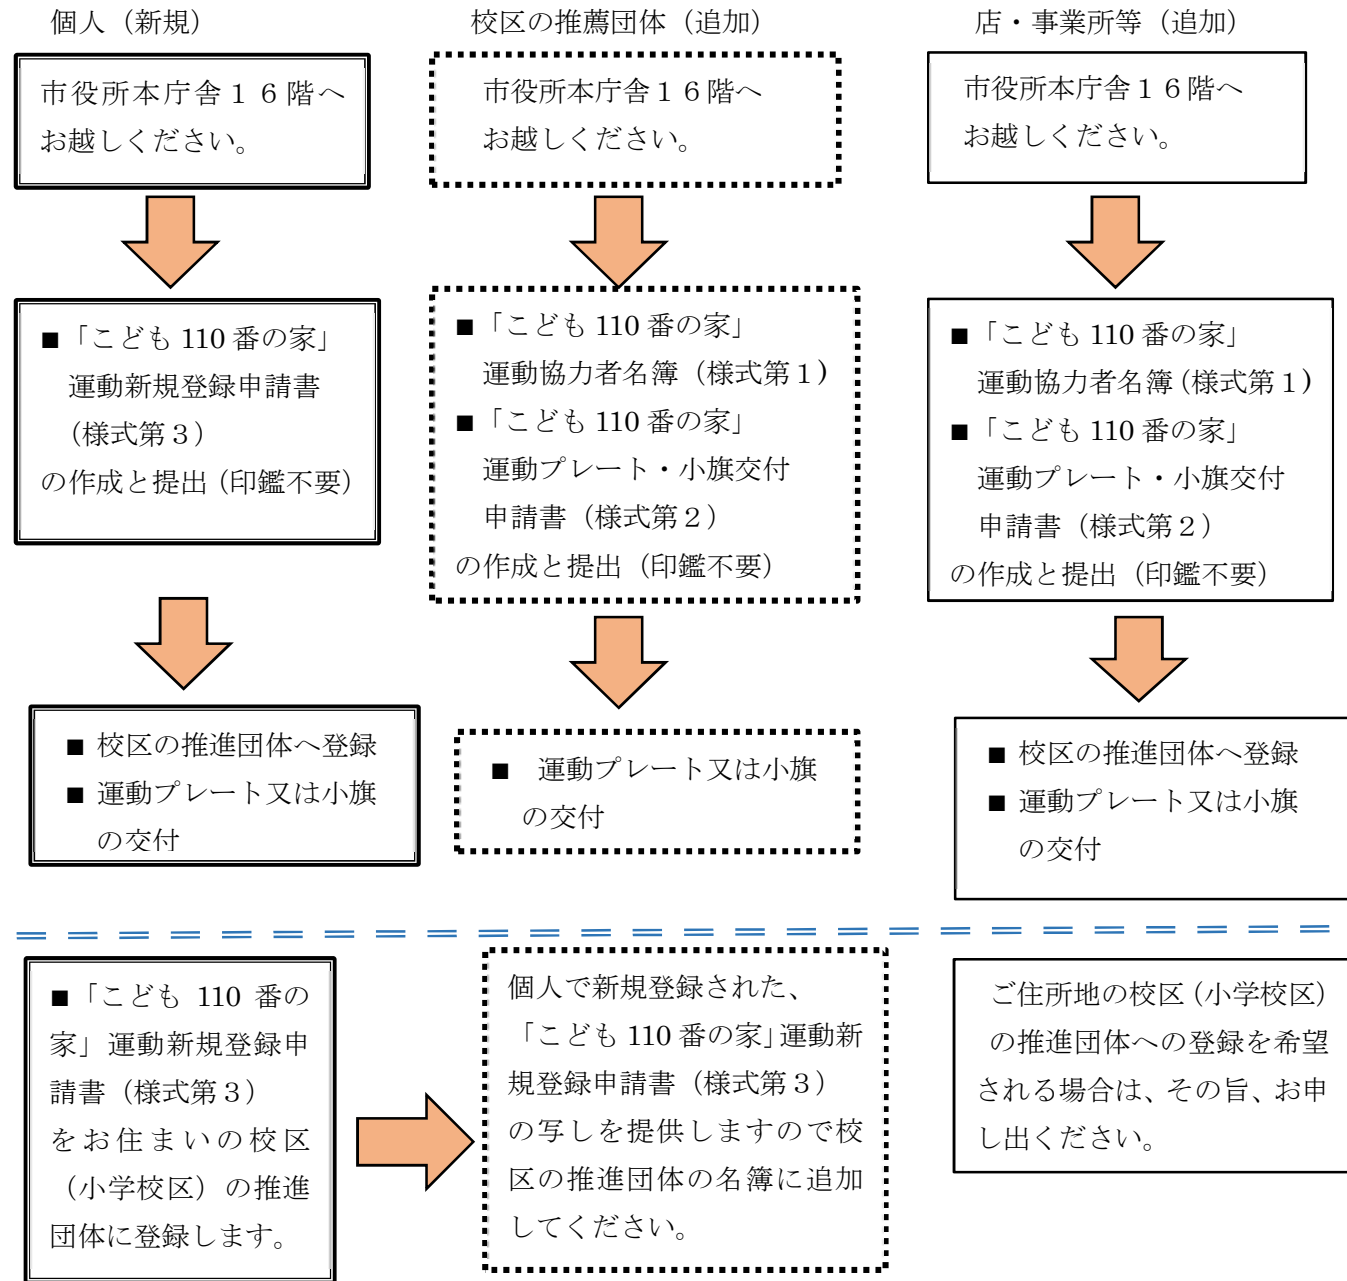 個人（新規）
市役所本庁舎１６階へ
お越しください。
■「こども 110 番の家」
運動新規登録申請書
（様式第３）
の作成と提出（印鑑不要）
■ 校区の推進団体へ登録
■ 運動プレート又は小旗
の交付
校区の推薦団体（追加）
市役所本庁舎１６階へ
お越しください。
■「こども 110 番の家」
運動協力者名簿（様式第１)
■「こども 110 番の家」
運動プレート・小旗交付
申請書（様式第２）
の作成と提出（印鑑不要）
■ 運動プレート又は小旗
の交付
店・事業所等（追加）
市役所本庁舎１６階へ
お越しください。
■「こども 110 番の家」
運動協力者名簿（様式第１)
■「こども 110 番の家」
運動プレート・小旗交付
申請書（様式第２）
の作成と提出（印鑑不要）
■ 校区の推進団体へ登録
■ 運動プレート又は小旗
の交付
■「こども 110 番の
家」運動新規登録申
請書（様式第３）
をお住まいの校区
（小学校区）の推進
団体に登録します。
個人で新規登録された、
「こども 110 番の家」運動新
規登録申請書（様式第３）
の写しを提供しますので校
区の推進団体の名簿に追加
してください。
ご住所地の校区（小学校区）
の推進団体への登録を希望
される場合は、その旨、お申
し出ください。